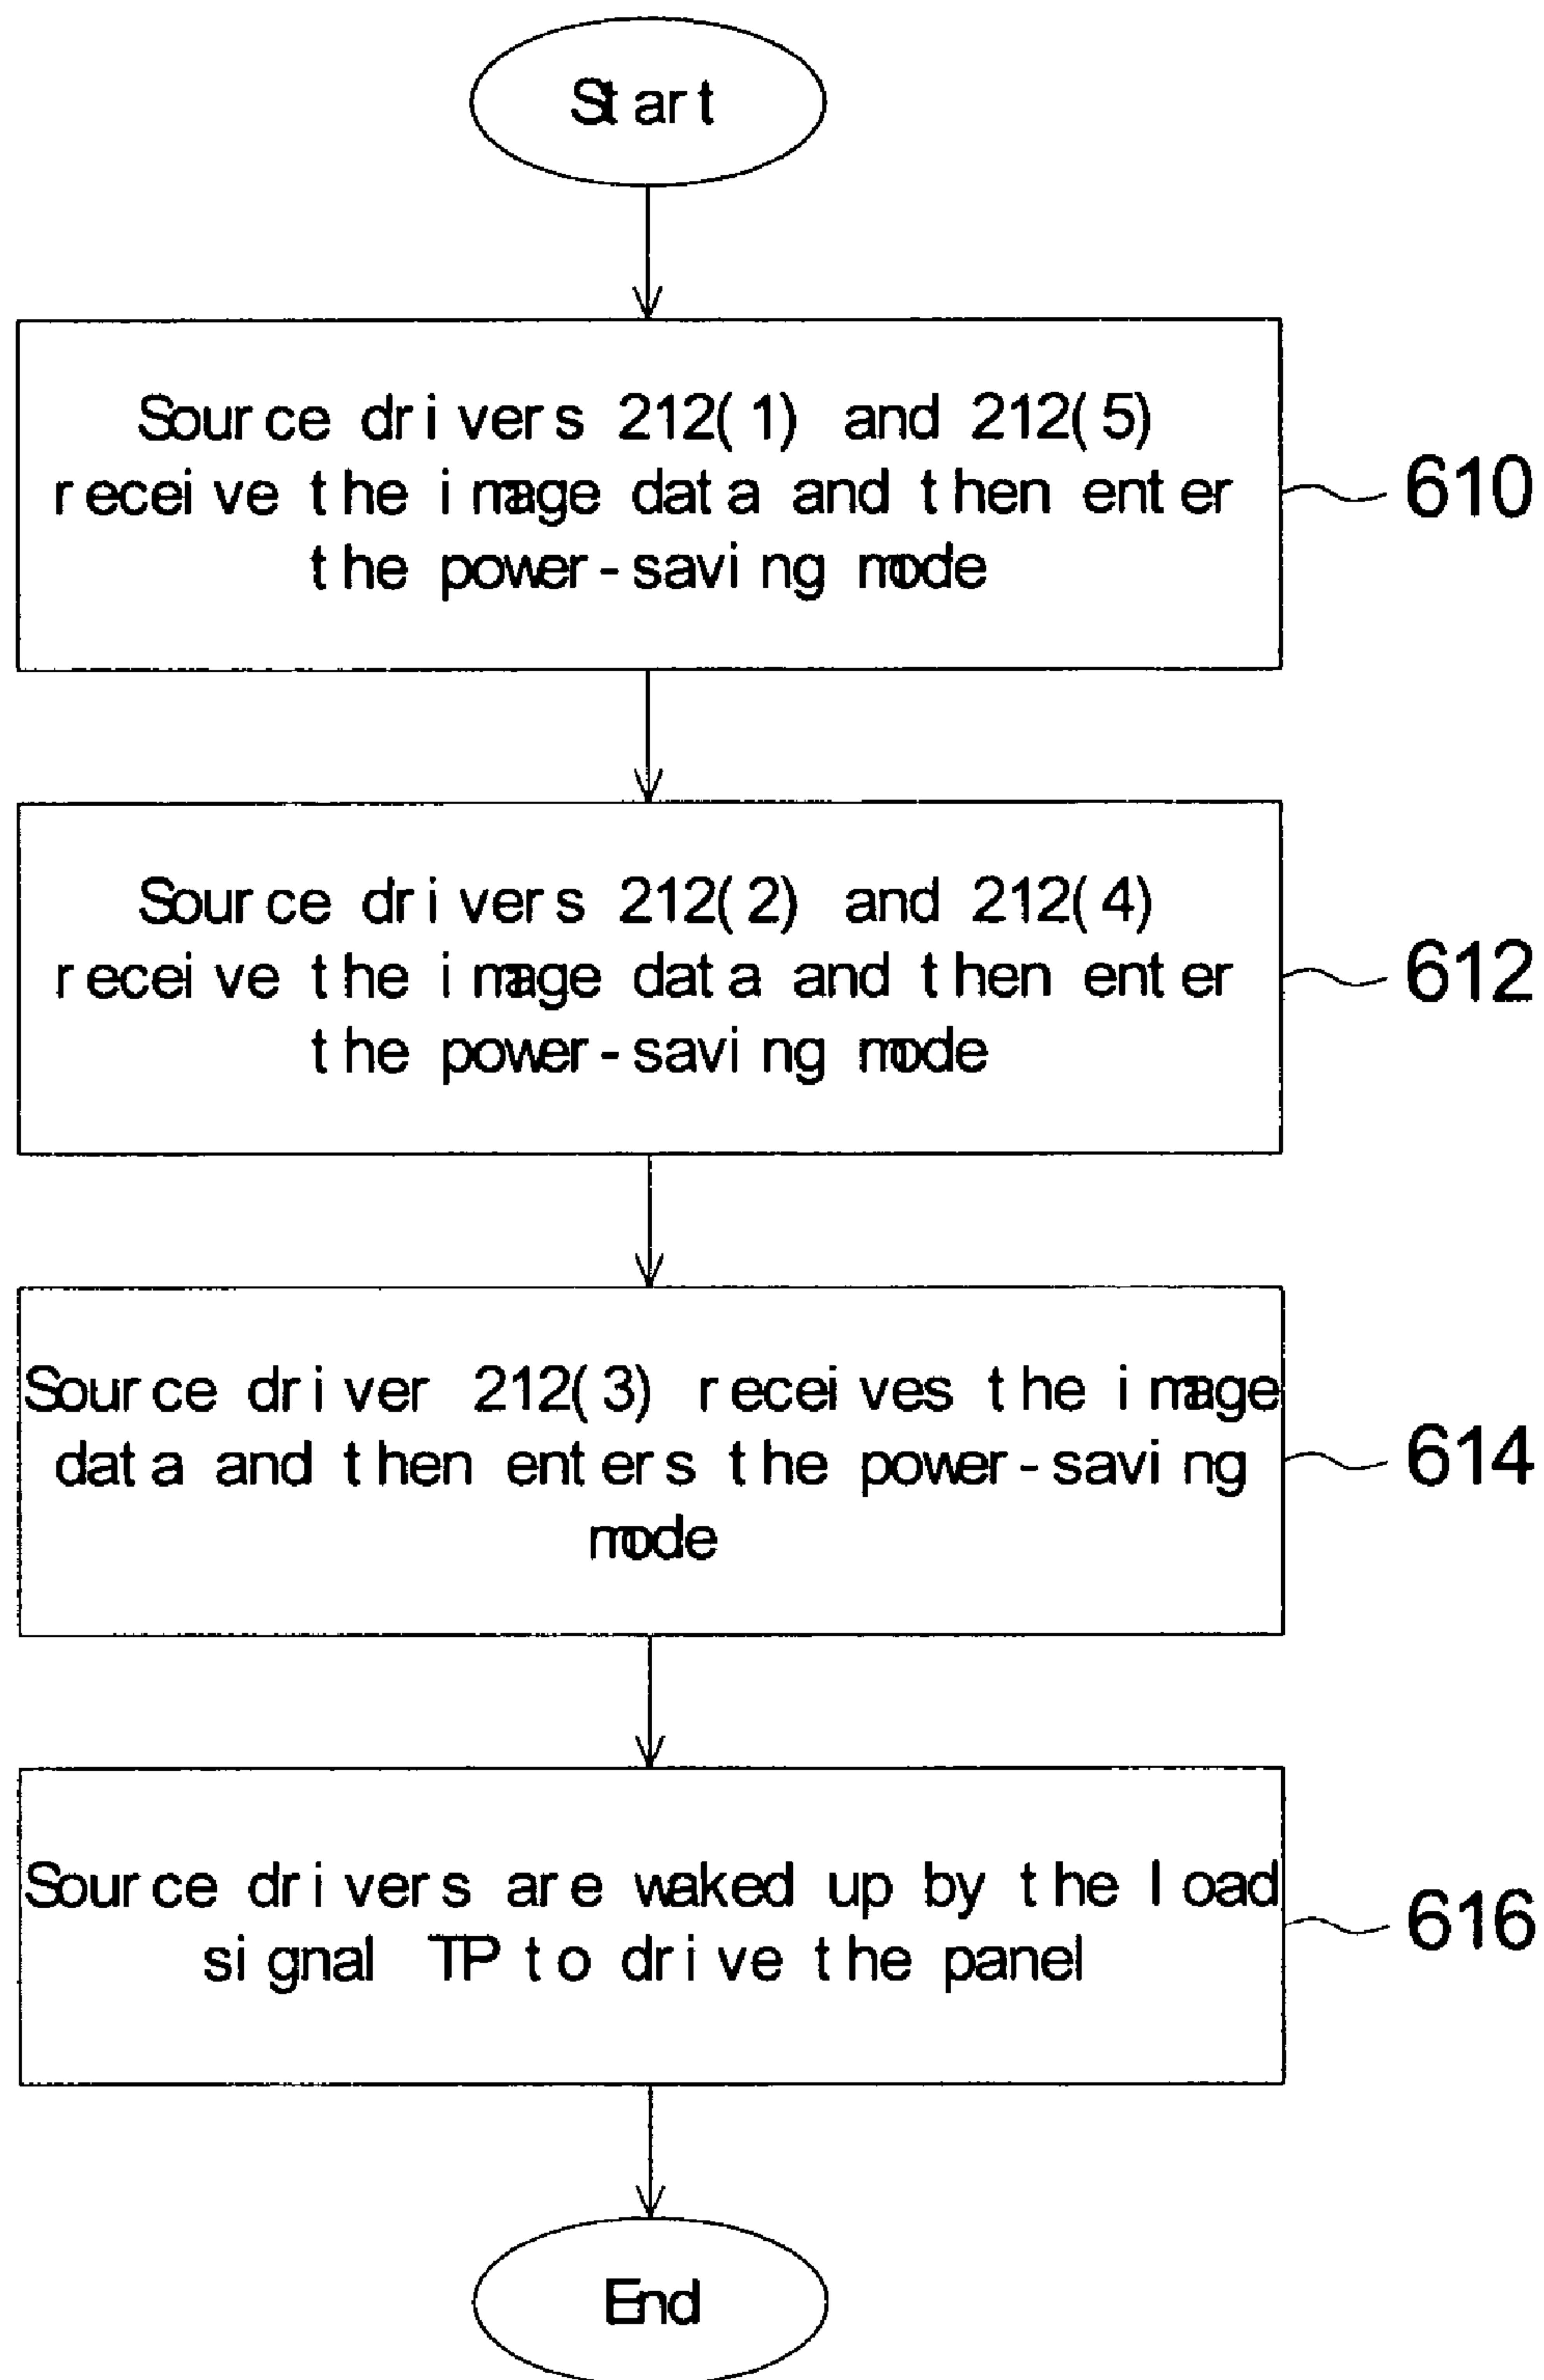 Start
Source drivers 212(1) and 212(5)
receive the image data and then enter
the power-saving mode
610
Source drivers 212(2) and 212(4)
receive the image data and then enter
the power-saving mode
612
Source driver 212(3) receives the image
data and then enters the power-saving
mode
614
Source drivers are waked up by the load
signal TP to drive the panel
616
End